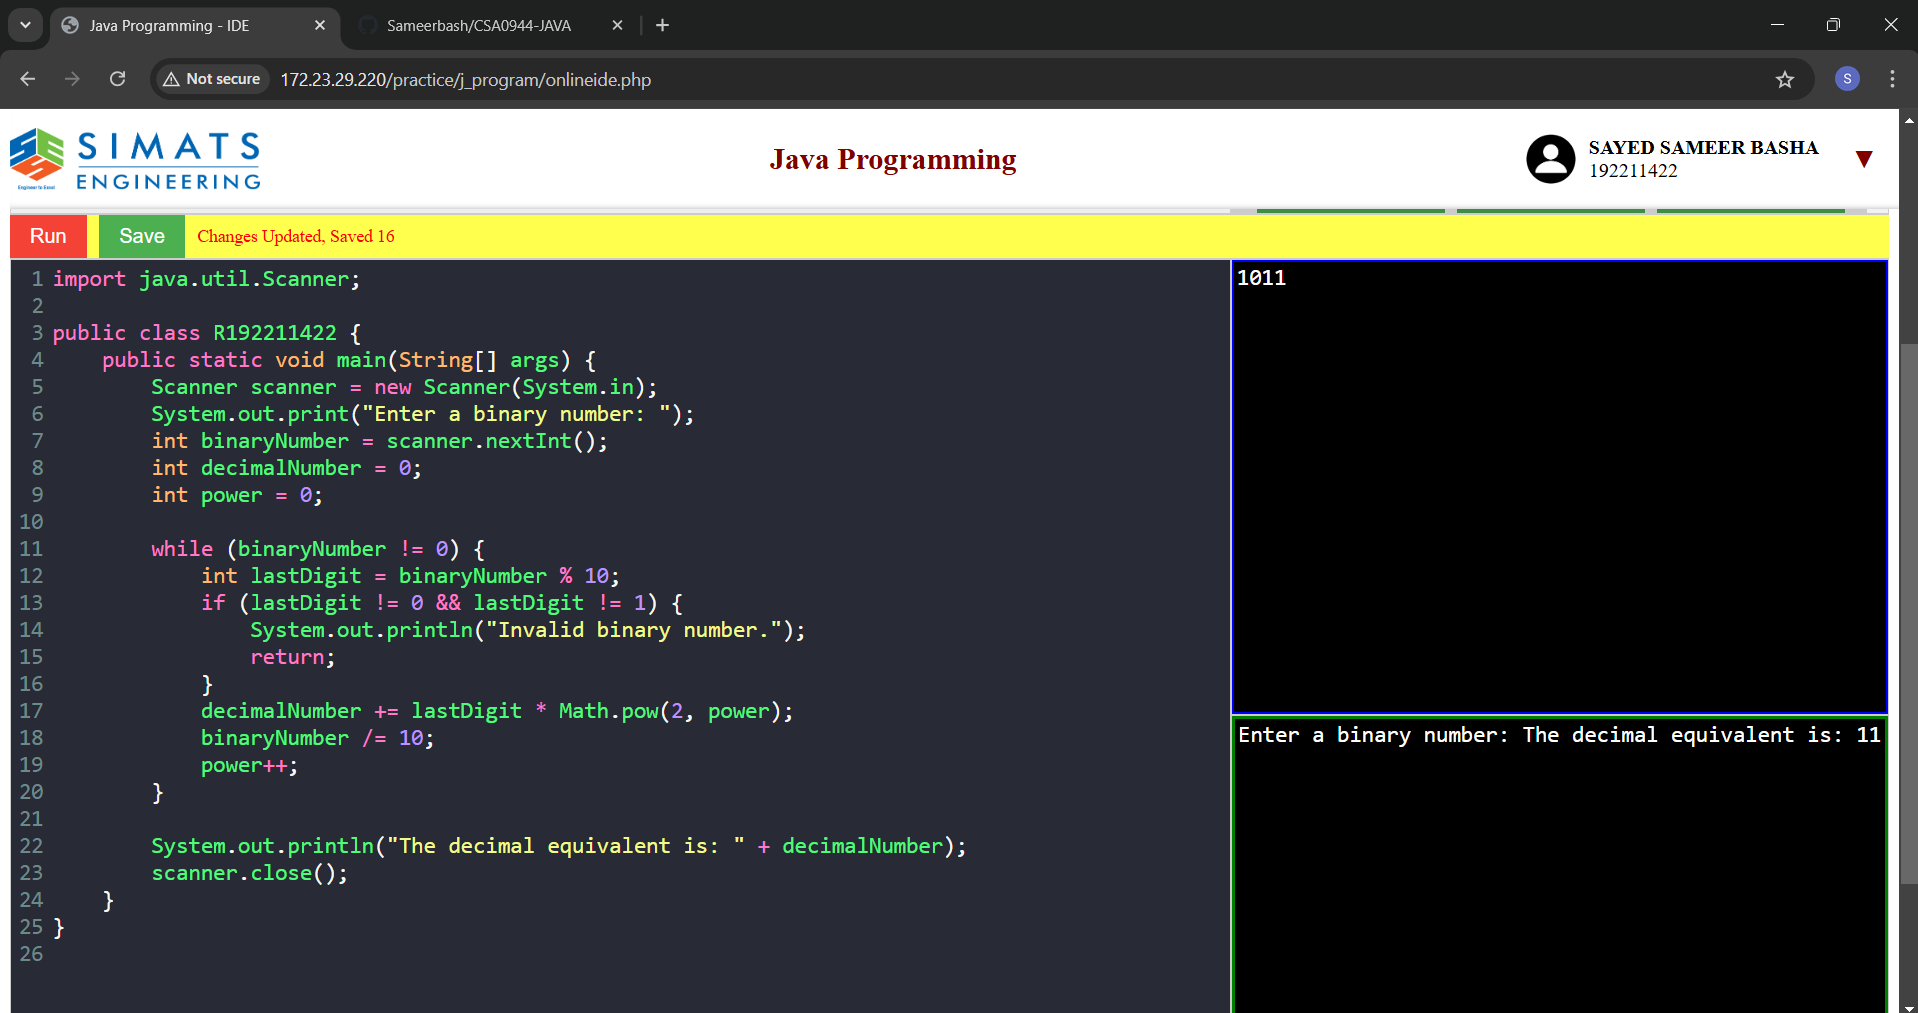 Java Programming - IDE
Sameerbash/CSA0944-JAVA
Not secure
172.23.29.220/practice/j_program/onlineide.php
S
SIMATS
ENGINEERING
Engineer to Excel
Java Programming
SAYED SAMEER BASHA
192211422
Run
Save
Changes Updated, Saved 16
1 import java.util.Scanner;
2
3 public class R192211422 {
4     public static void main(String[] args) {
5         Scanner scanner = new Scanner(System.in);
6         System.out.print("Enter a binary number: ");
7         int binaryNumber = scanner.nextInt();
8         int decimalNumber = 0;
9         int power = 0;
10
11         while (binaryNumber != 0) {
12             int lastDigit = binaryNumber % 10;
13             if (lastDigit != 0 && lastDigit != 1) {
14                 System.out.println("Invalid binary number.");
15                 return;
16             }
17             decimalNumber += lastDigit * Math.pow(2, power);
18             binaryNumber /= 10;
19             power++;
20         }
21
22         System.out.println("The decimal equivalent is: " + decimalNumber);
23         scanner.close();
24     }
25 }
26
1011
Enter a binary number: The decimal equivalent is: 11